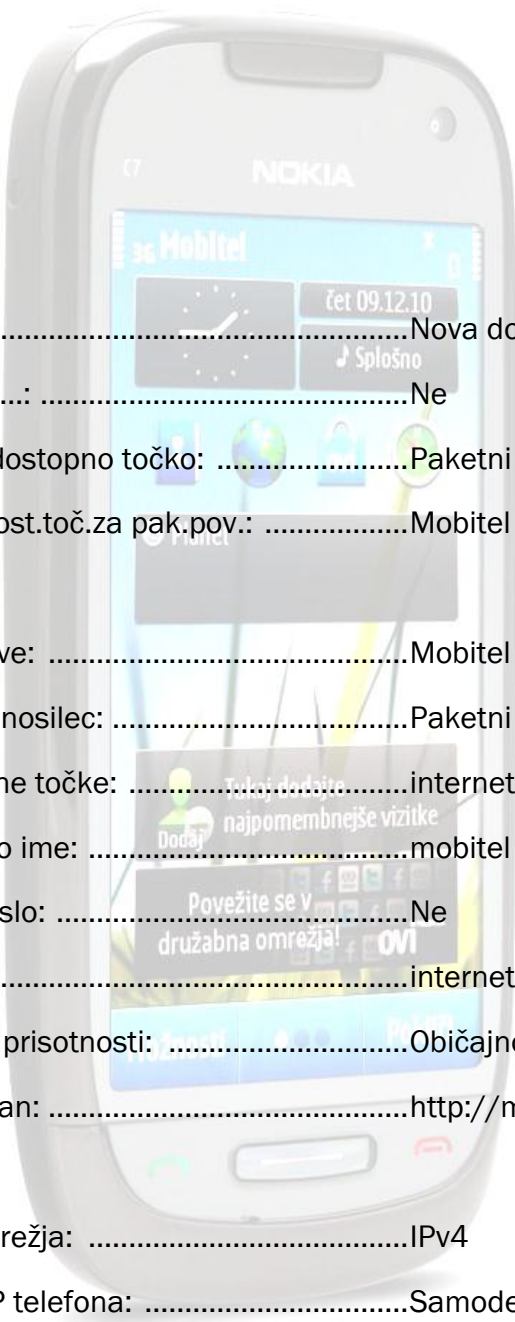 C7
NOKIA
3G Mobitel
čet 09.12.10
........Nova do
♪ Splošno
...: ........Ne
dostopno točko: ........Paketni
ost.toč.za pak.pov.: ........Mobitel
Planet
ve: ........Mobitel
nosilec: ........Paketni
ne točke: ........internet
Tukaj dodajte
najpomembnejše vizitke
Dodaj
o ime: ........mobitel
slo: ........Ne
Povežite se v
družabna omrežja!
ovi
........internet
prisotnosti: ........Običajno
Možnosti
an: ........http://m
režja: ........IPv4
P telefona: ........Samode